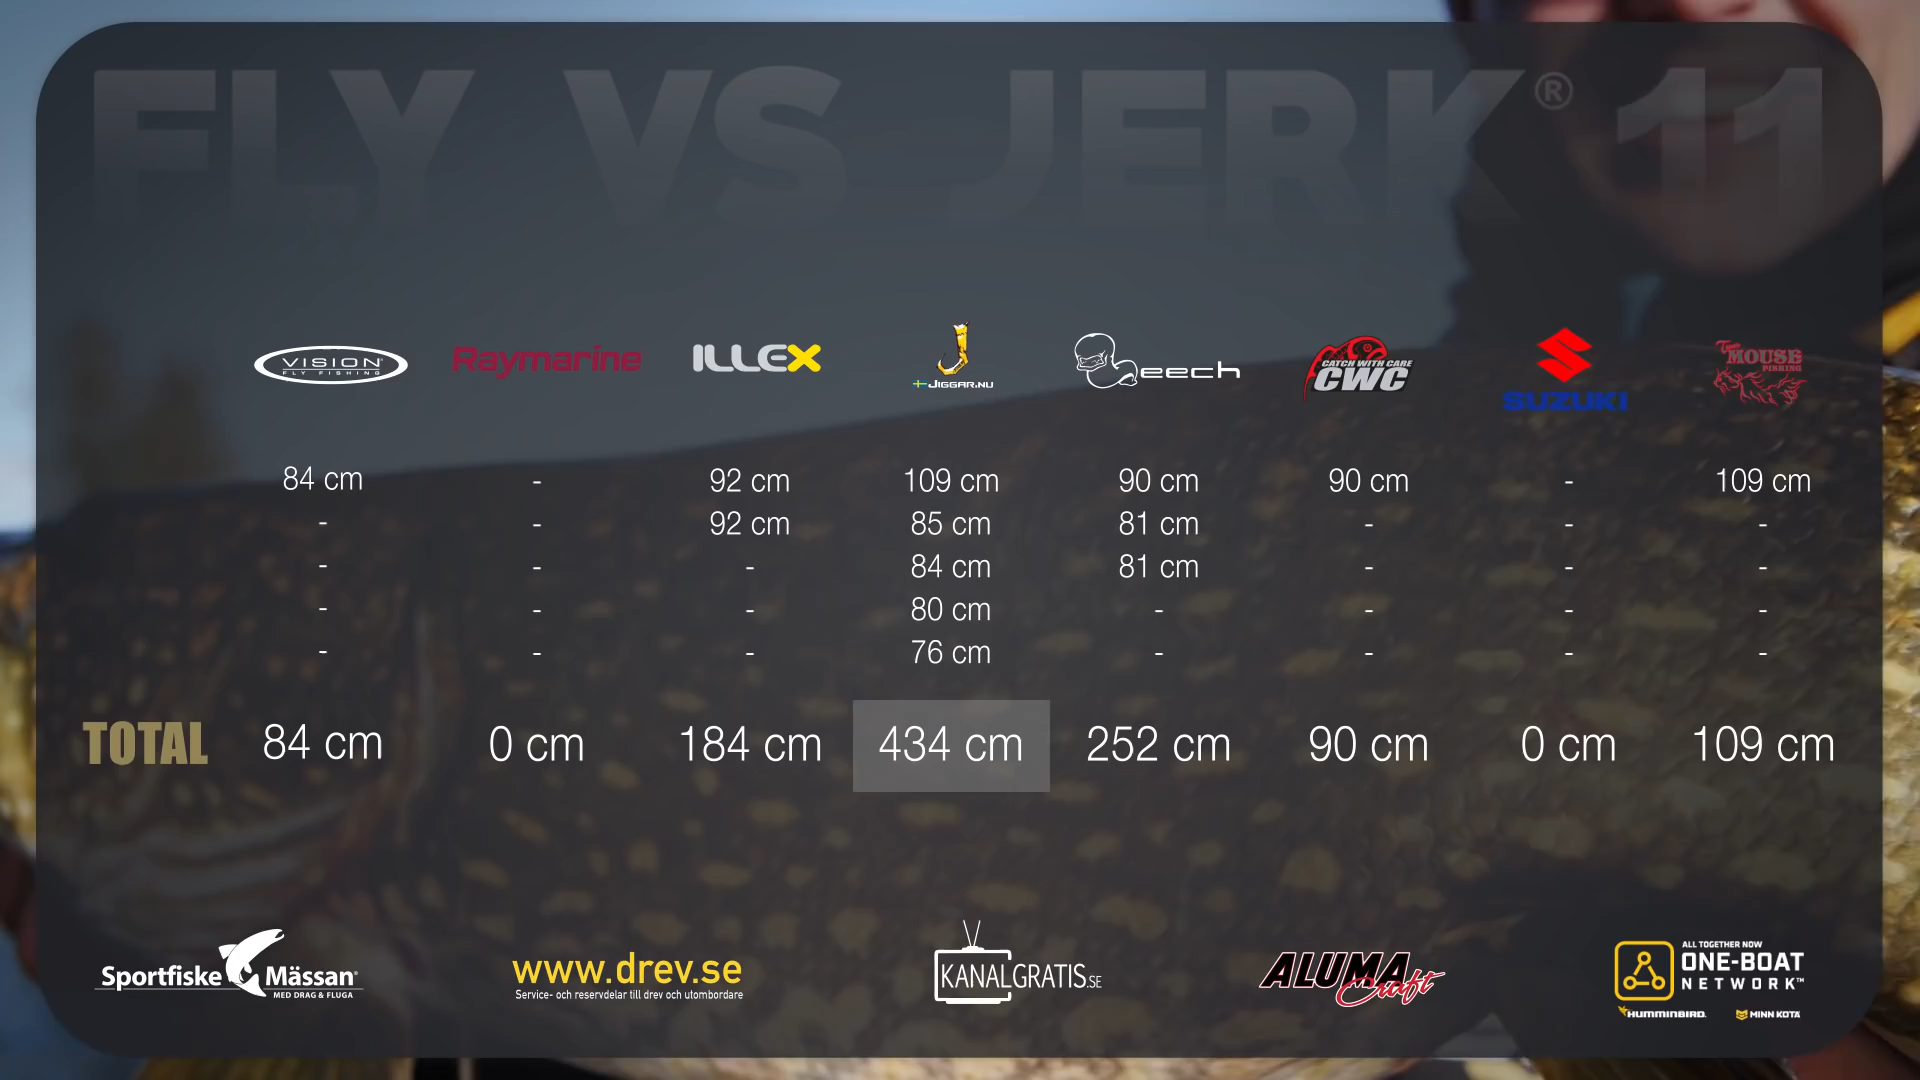 FLY VS JERK® 11
VISION
FLY FISHING
Raymarine
ILLEX
JIGGAR.NU
Leech
CATCH WITH CARE
CWC
SUZUKI
MOUSE
FISHING
84 cm - 92 cm 109 cm 90 cm 90 cm - 109 cm
- - 92 cm 85 cm 81 cm - - -
- - - 84 cm 81 cm - - -
- - - 80 cm - - - -
- - - 76 cm - - - -
TOTAL 84 cm 0 cm 184 cm 434 cm 252 cm 90 cm 0 cm 109 cm
Sportfiske Mässan
MED DRAG & FLUGA
www.drev.se
Service- och reservdelar till drev och utombordare
KANALGRATIS.SE
ALUMA
Craft
ALL TOGETHER NOW
ONE-BOAT
NETWORK™
HUMMINBIRD. MINN KOTA